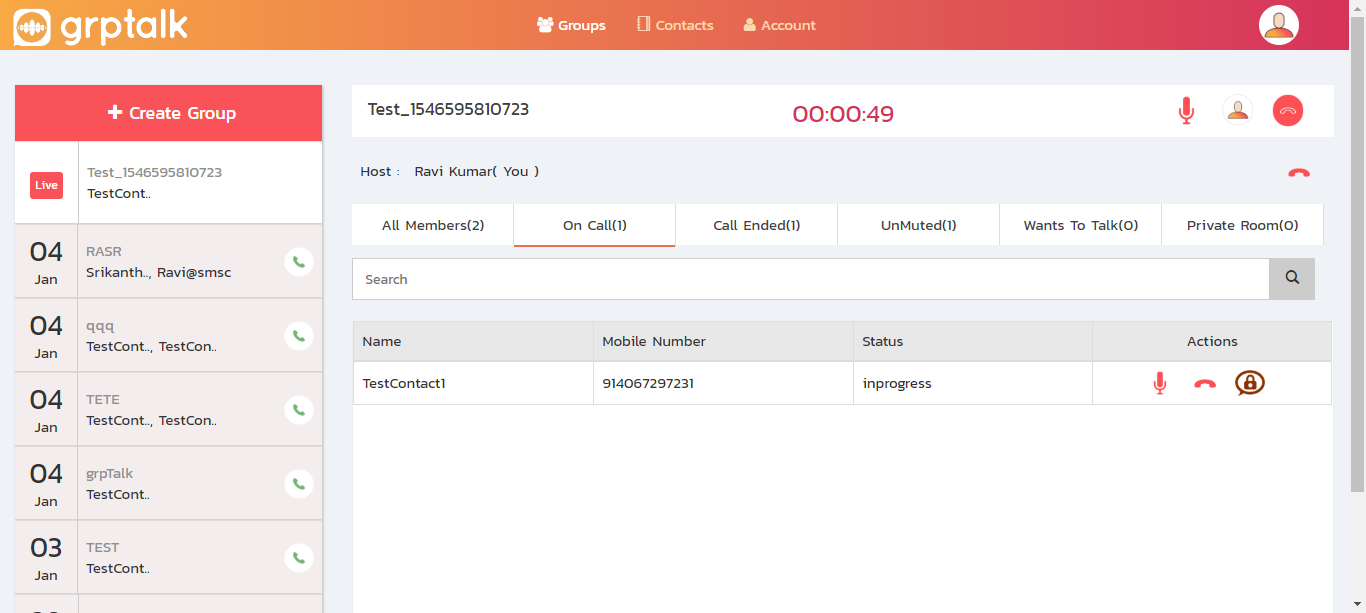 grptalk
Groups
Contacts
Account
Create Group
Live
Test_1546595810723
TestCont..
04
Jan
RASR
Srikanth.., Ravi@smsc
04
Jan
qqq
TestCont.., TestCon..
04
Jan
TETE
TestCont.., TestCon..
04
Jan
grpTalk
TestCont..
03
Jan
TEST
TestCont..
Test_1546595810723
00:00:49
Host : Ravi Kumar( You )
All Members(2)
On Call(1)
Call Ended(1)
UnMuted(1)
Wants To Talk(0)
Private Room(0)
Search
Name Mobile Number Status Actions
TestContact1 914067297231 inprogress